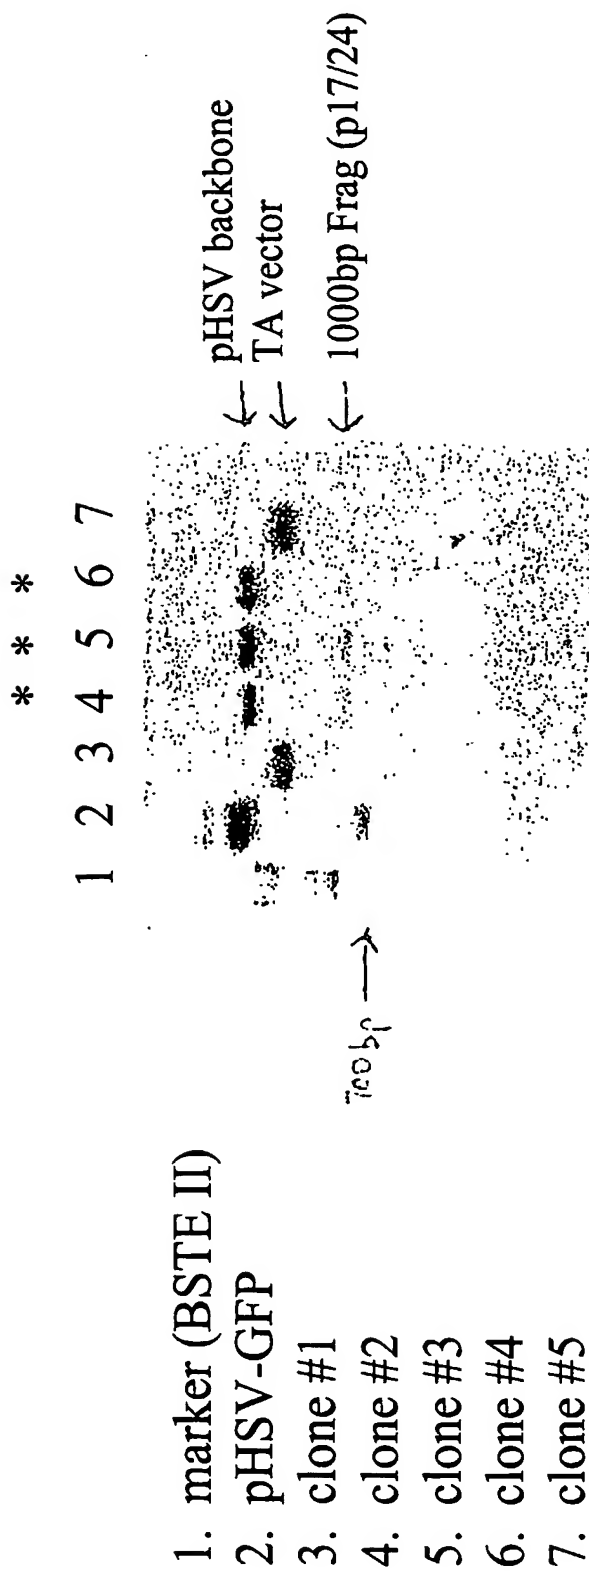 * * *
1 2 3 4 5 6 7
← pHSV backbone
← TA vector
← 1000bp Frag (p17/24)
700bp →
1. marker (BSTE II)
2. pHSV-GFP
3. clone #1
4. clone #2
5. clone #3
6. clone #4
7. clone #5